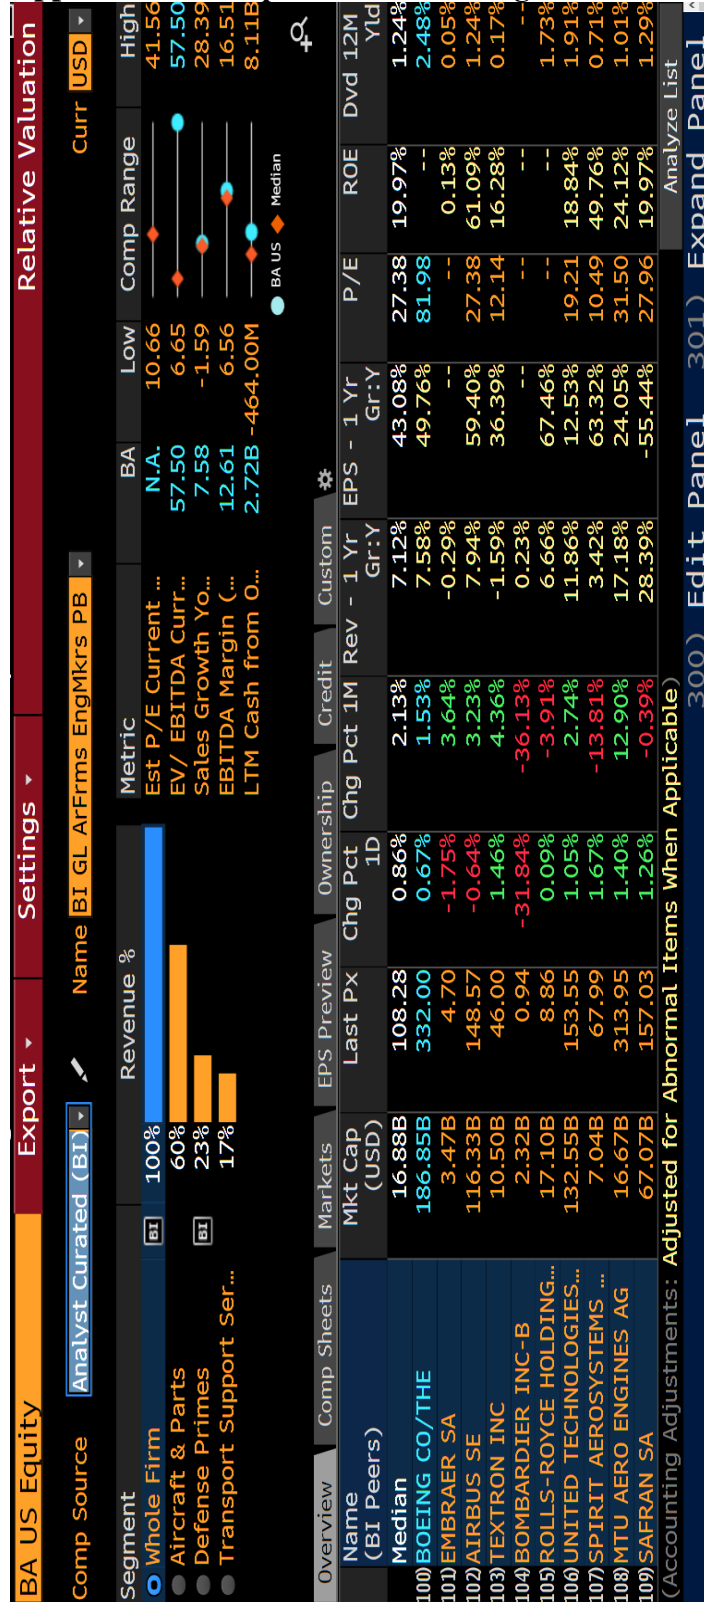 BA US Equity Export Settings Relative Valuation
Comp Source Analyst Curated (BI) Name BI GL ArFrms EngMkrs PB Curr USD
Segment Revenue % Metric BA Low Comp Range High
Whole Firm BI 100% Est P/E Current ... N.A. 10.66 41.56
Aircraft & Parts 60% EV/ EBITDA Curr... 57.50 6.65 57.50
Defense Primes BI 23% Sales Growth Yo... 7.58 -1.59 28.39
Transport Support Ser... 17% EBITDA Margin (... 12.61 6.56 16.51
LTM Cash from O... 2.72B -464.00M 8.11B
BA US Median
Overview Comp Sheets Markets EPS Preview Ownership Credit Custom
Name Mkt Cap Last Px Chg Pct Chg Pct 1M Rev - 1 Yr EPS - 1 Yr P/E ROE Dvd 12M
(BI Peers) (USD) 1D Gr:Y Gr:Y Yld
Median 16.88B 108.28 0.86% 2.13% 7.12% 43.08% 27.38 19.97% 1.24%
100) BOEING CO/THE 186.85B 332.00 0.67% 1.53% 7.58% 49.76% 81.98 -- 2.48%
101) EMBRAER SA 3.47B 4.70 -1.75% 3.64% -0.29% -- -- 0.13% 0.05%
102) AIRBUS SE 116.33B 148.57 -0.64% 3.23% 7.94% 59.40% 27.38 61.09% 1.24%
103) TEXTRON INC 10.50B 46.00 1.46% 4.36% -1.59% 36.39% 12.14 16.28% 0.17%
104) BOMBARDIER INC-B 2.32B 0.94 -31.84% -36.13% 0.23% -- -- -- --
105) ROLLS-ROYCE HOLDING... 17.10B 8.86 0.09% -3.91% 6.66% 67.46% -- -- 1.73%
106) UNITED TECHNOLOGIES... 132.55B 153.55 1.05% 2.74% 11.86% 12.53% 19.21 18.84% 1.91%
107) SPIRIT AEROSYSTEMS ... 7.04B 67.99 1.67% -13.81% 3.42% 63.32% 10.49 49.76% 0.71%
108) MTU AERO ENGINES AG 16.67B 313.95 1.40% 12.90% 17.18% 24.05% 31.50 24.12% 1.01%
109) SAFRAN SA 67.07B 157.03 1.26% -0.39% 28.39% -55.44% 27.96 19.97% 1.29%
(Accounting Adjustments: Adjusted for Abnormal Items When Applicable) Analyze List
300) Edit Panel 301) Expand Panel